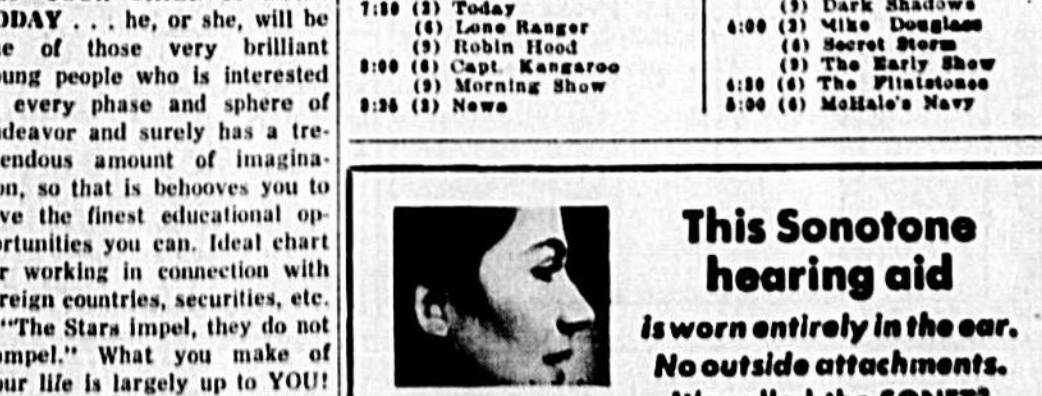 ODAY . . . he, or she, will be
e of those very brilliant
oung people who is interested
every phase and sphere of
deavor and surely has a tre-
endous amount of imagina-
on, so that is behooves you to
ve the finest educational op-
ortunities you can. Ideal chart
r working in connection with
reign countries, securities, etc.
"The Stars impel, they do not
ompel." What you make of
our life is largely up to YOU!
7:30 (3) Today
(6) Lone Ranger
(9) Robin Hood
8:00 (6) Capt. Kangaroo
(9) Morning Show
(3) News
(9) Dark Shadows
4:00 (3) Mike Douglass
(6) Secret Storm
(9) The Early Show
4:30 (6) The Flintstones
5:00 (6) McHale's Navy
This Sonotone
hearing aid
is worn entirely in the ear.
No outside attachments.